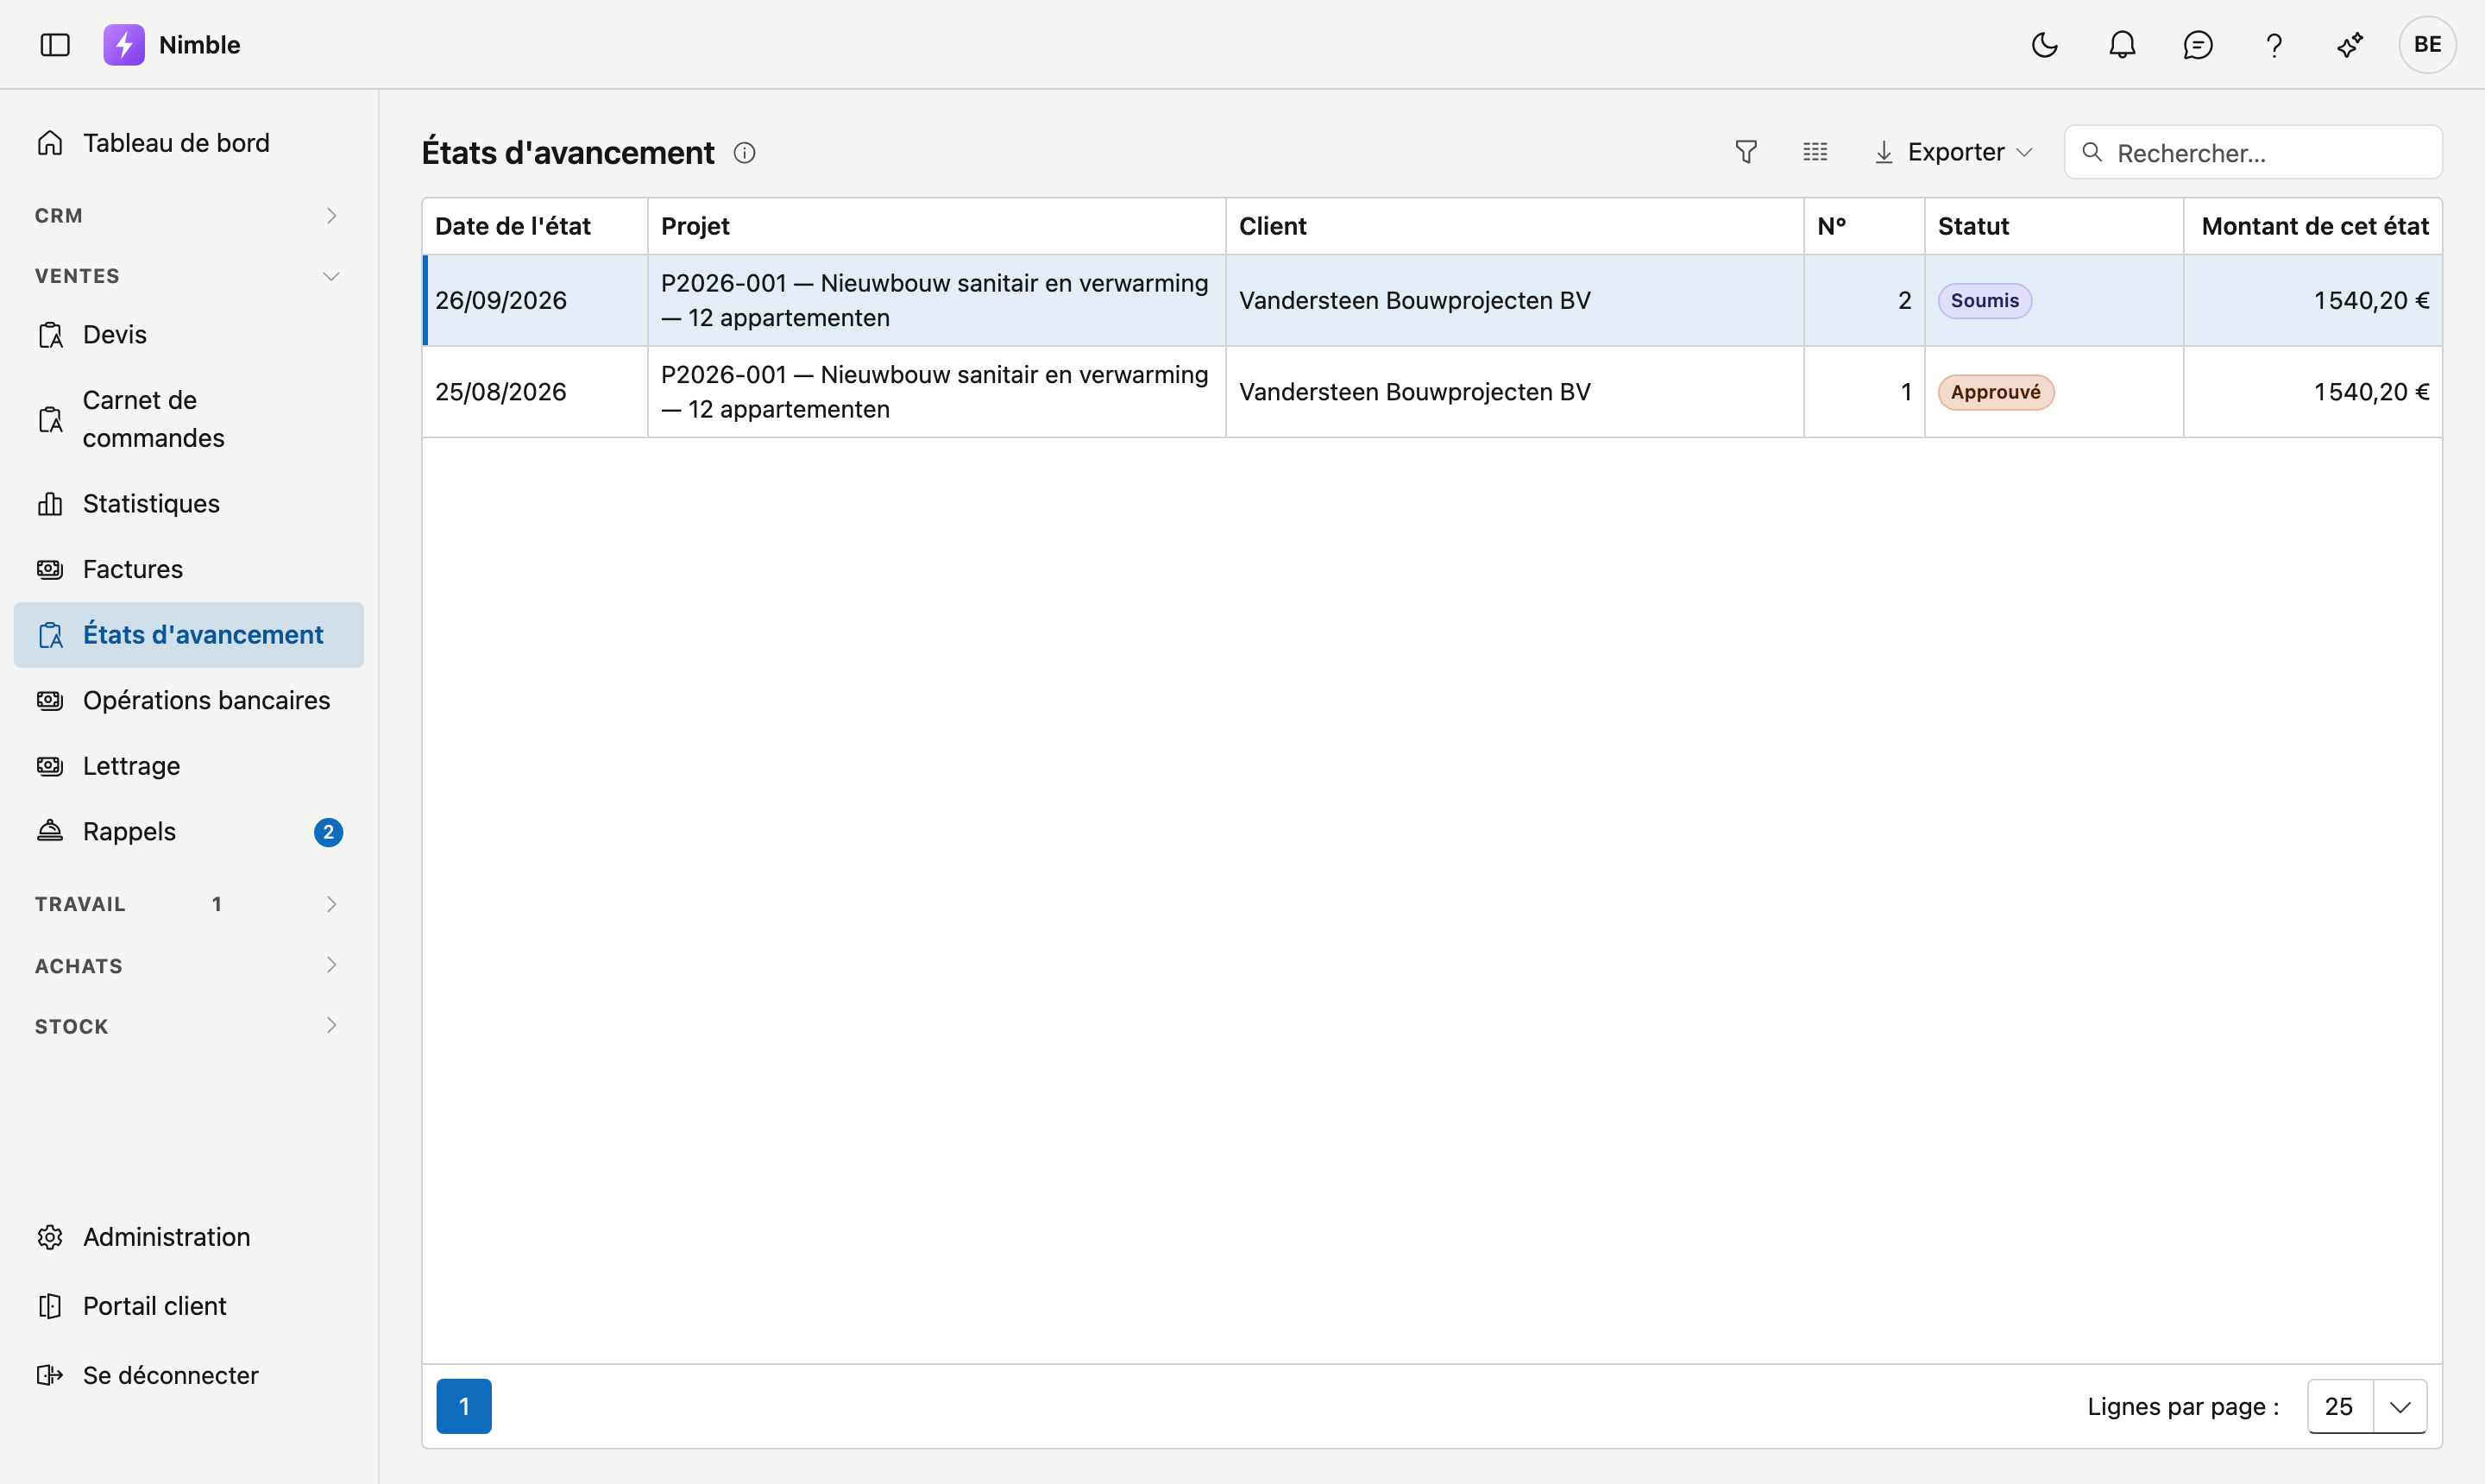 Nimble
BE
Tableau de bord
CRM
VENTES
Devis
Carnet de
commandes
Statistiques
Factures
États d'avancement
Opérations bancaires
Lettrage
Rappels
2
TRAVAIL 1
ACHATS
STOCK
Administration
Portail client
Se déconnecter
États d'avancement
Exporter
Rechercher...
Date de l'état Projet Client N° Statut Montant de cet état
26/09/2026 P2026-001 — Nieuwbouw sanitair en verwarming
— 12 appartementen Vandersteen Bouwprojecten BV 2 Soumis 1 540,20 €
25/08/2026 P2026-001 — Nieuwbouw sanitair en verwarming
— 12 appartementen Vandersteen Bouwprojecten BV 1 Approuvé 1 540,20 €
1
Lignes par page : 25